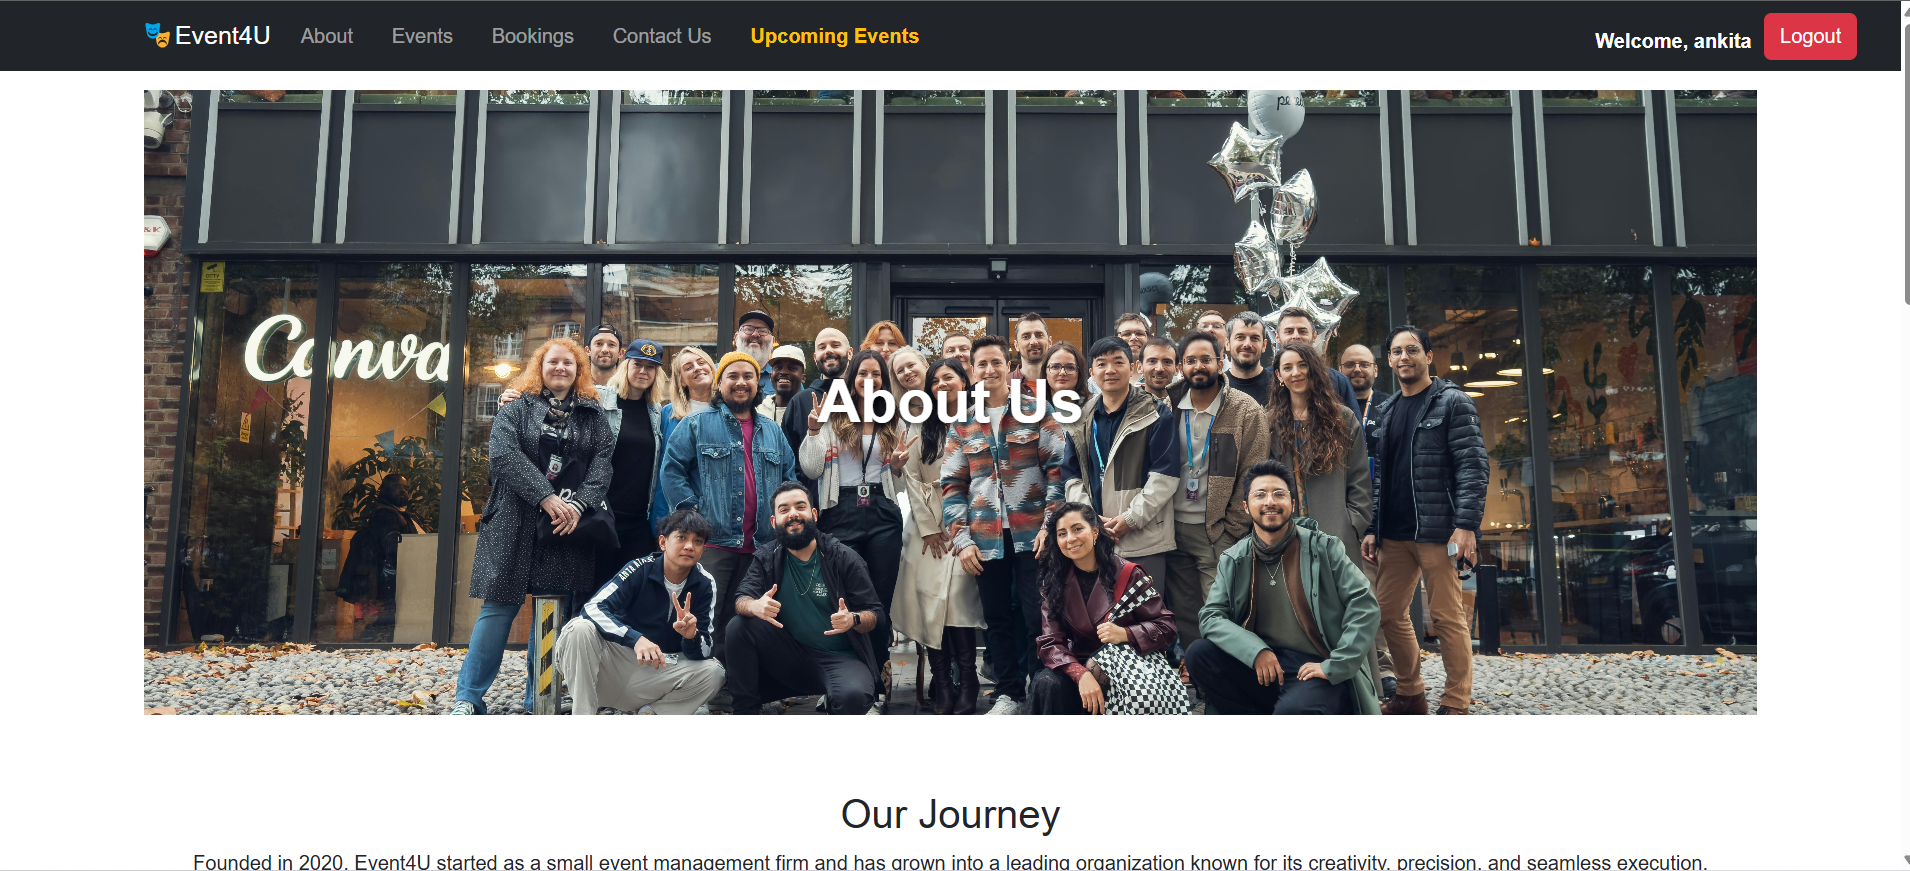 Event4U About Events Bookings Contact Us Upcoming Events Welcome, ankita Logout
Canva
About Us
Our Journey
Founded in 2020, Event4U started as a small event management firm and has grown into a leading organization known for its creativity, precision, and seamless execution.